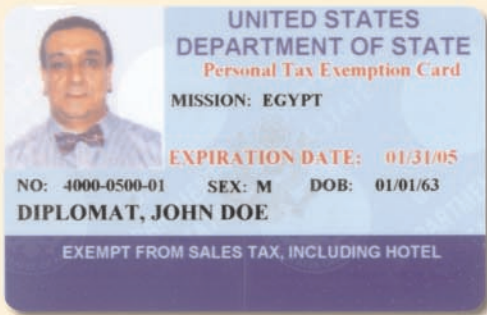 UNITED STATES
DEPARTMENT OF STATE
Personal Tax Exemption Card
MISSION: EGYPT
EXPIRATION DATE: 01/31/05
NO: 4000-0500-01 SEX: M DOB: 01/01/63
DIPLOMAT, JOHN DOE
EXEMPT FROM SALES TAX, INCLUDING HOTEL